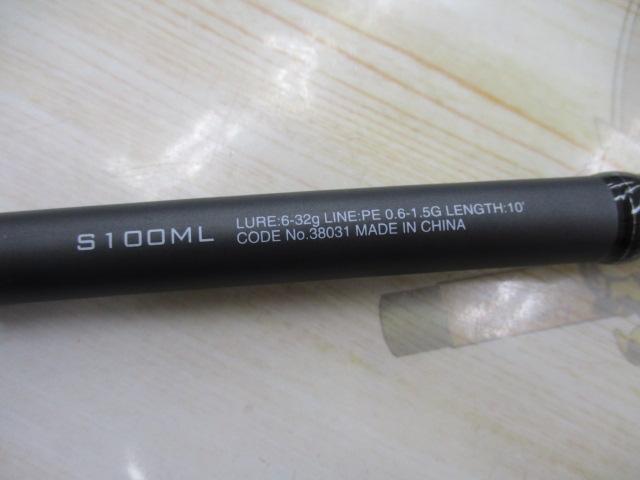 S100ML
LURE:6-32g LINE:PE 0.6-1.5G LENGTH:10'
CODE No.38031 MADE IN CHINA